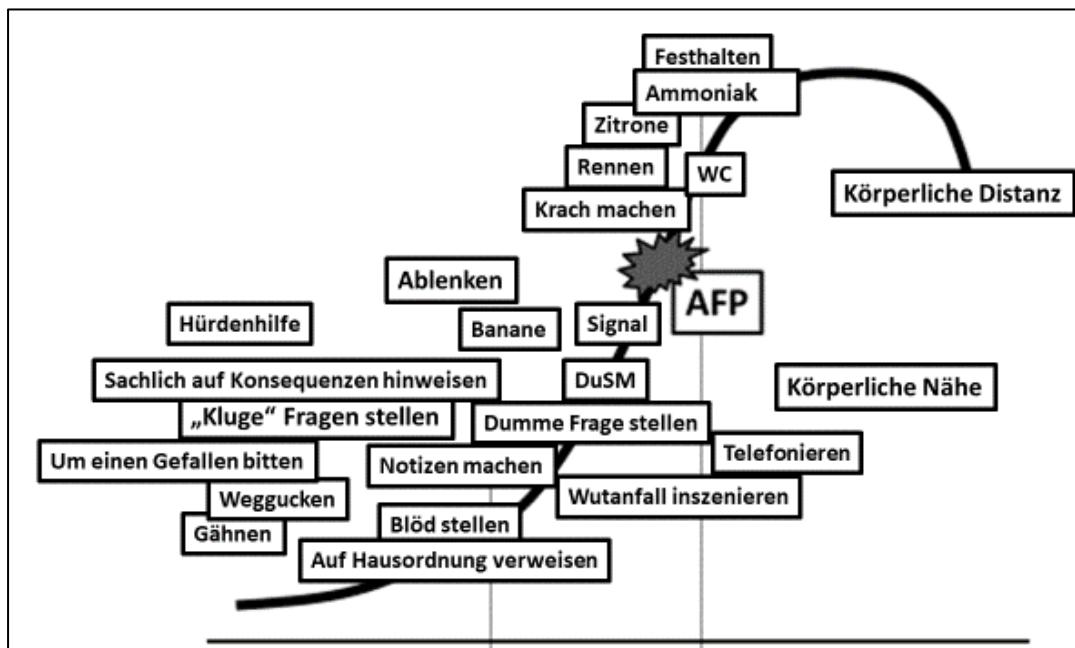 Festhalten
Ammoniak
Zitrone
Rennen
WC
Körperliche Distanz
Krach machen
Ablenken
AFP
Hürdenhilfe
Banane
Signal
Sachlich auf Konsequenzen hinweisen
DuSM
Körperliche Nähe
„Kluge“ Fragen stellen
Dumme Frage stellen
Um einen Gefallen bitten
Notizen machen
Telefonieren
Weggucken
Wutanfall inszenieren
Gähnen
Blöd stellen
Auf Hausordnung verweisen